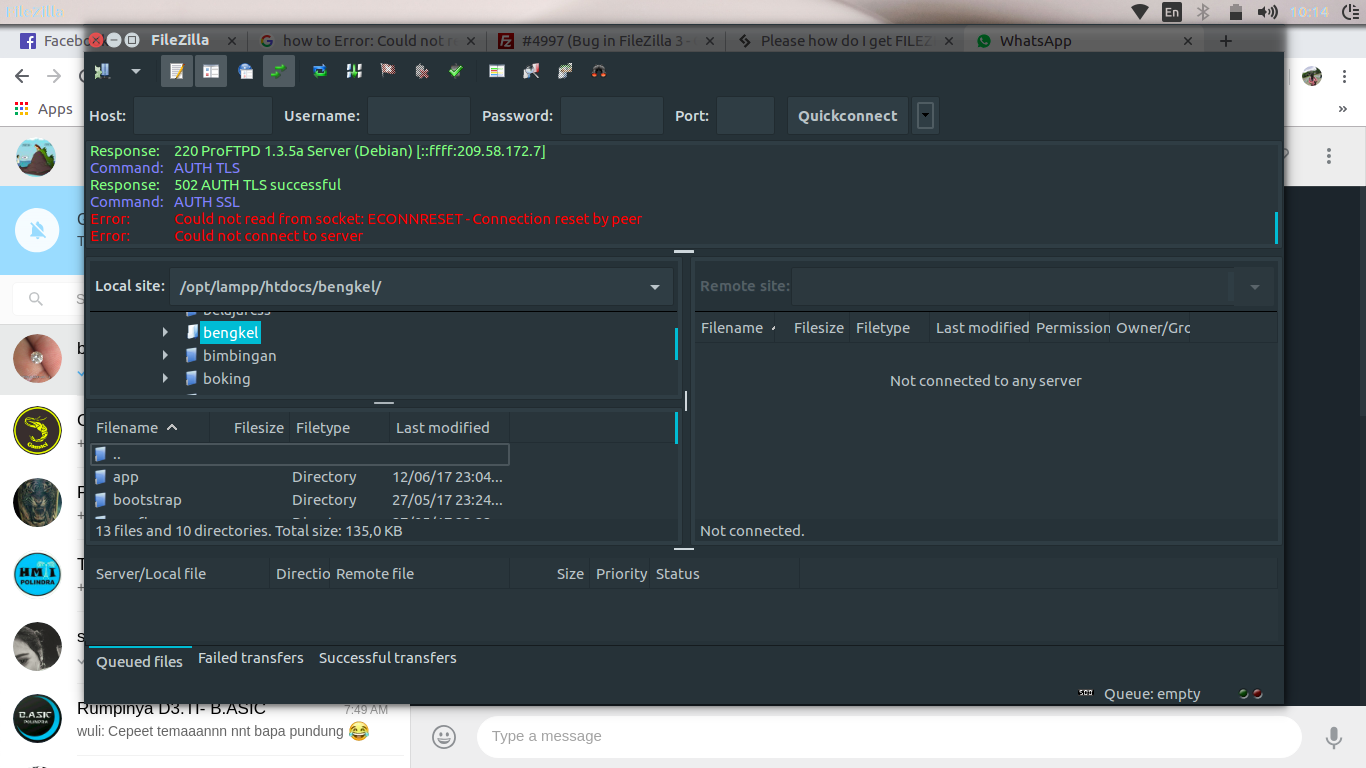 FileZilla
En
10:14
Faceb
FileZilla
how to Error: Could not r
#4997 (Bug in FileZilla 3 -
Please how do I get FILEZ
WhatsApp
Apps
»
Host:
Username:
Password:
Port:
Quickconnect
Response: 220 ProFTPD 1.3.5a Server (Debian) [::ffff:209.58.172.7]
Command: AUTH TLS
Response: 502 AUTH TLS successful
Command: AUTH SSL
Error: Could not read from socket: ECONNRESET - Connection reset by peer
Error: Could not connect to server
Local site: /opt/lampp/htdocs/bengkel/
Remote site:
belajaress
bengkel
bimbingan
boking
Filename Filesize Filetype Last modified Permission Owner/Grc
Not connected to any server
Filename Filesize Filetype Last modified
..
app Directory 12/06/17 23:04...
bootstrap Directory 27/05/17 23:24...
13 files and 10 directories. Total size: 135,0 KB
Not connected.
Server/Local file Directio Remote file Size Priority Status
Queued files Failed transfers Successful transfers
Queue: empty
HMI
POLINDRA
B.ASIC
POLINDRA
Rumpinya D3.TI- B.ASIC 7:49 AM
wuli: Cepeet temaaannn nnt bapa pundung 😂
Type a message